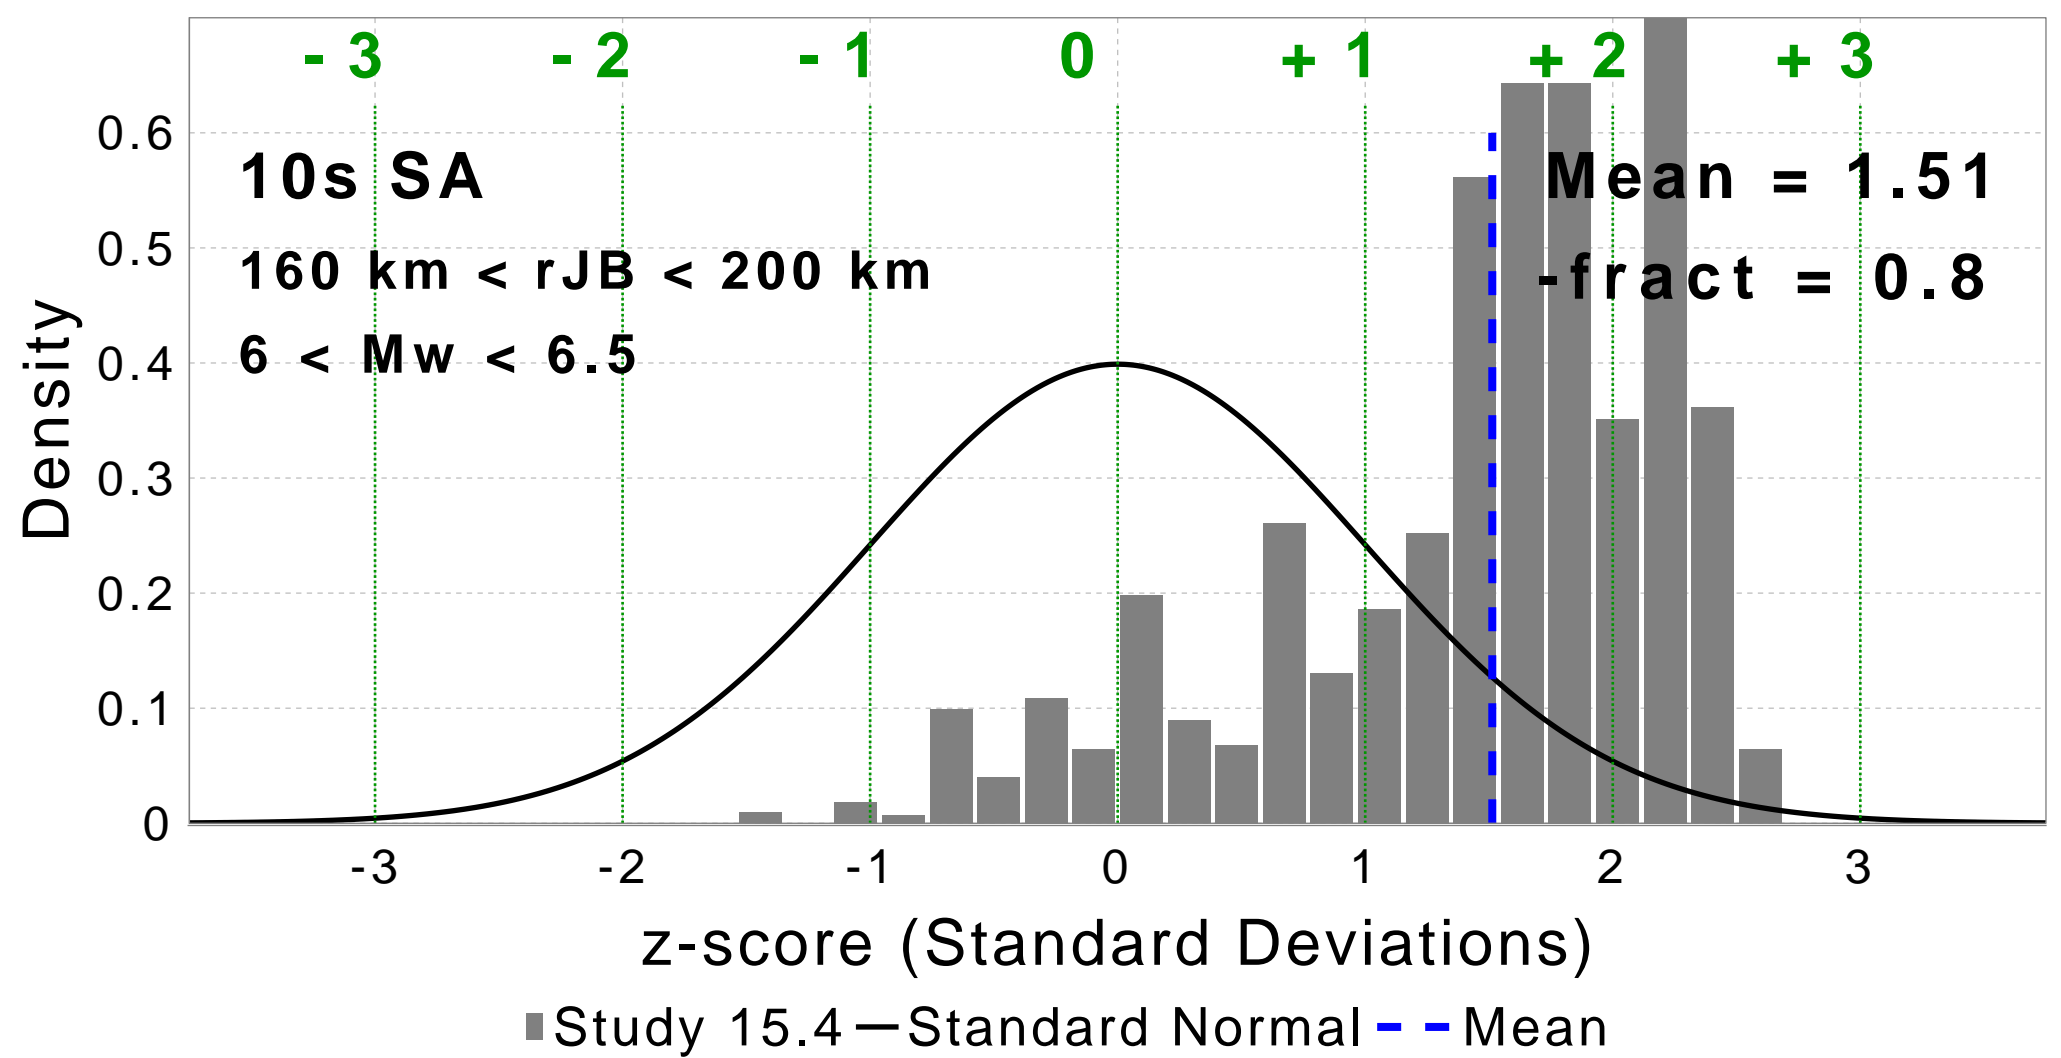 - 3 - 2 - 1 0 + 1 + 2 + 3
10s SA
Mean = 1.51
160 km < rJB < 200 km
-fract = 0.8
6 < Mw < 6.5
Density
0.6
0.5
0.4
0.3
0.2
0.1
0
-3 -2 -1 0 1 2 3
z-score (Standard Deviations)
Study 15.4 Standard Normal Mean